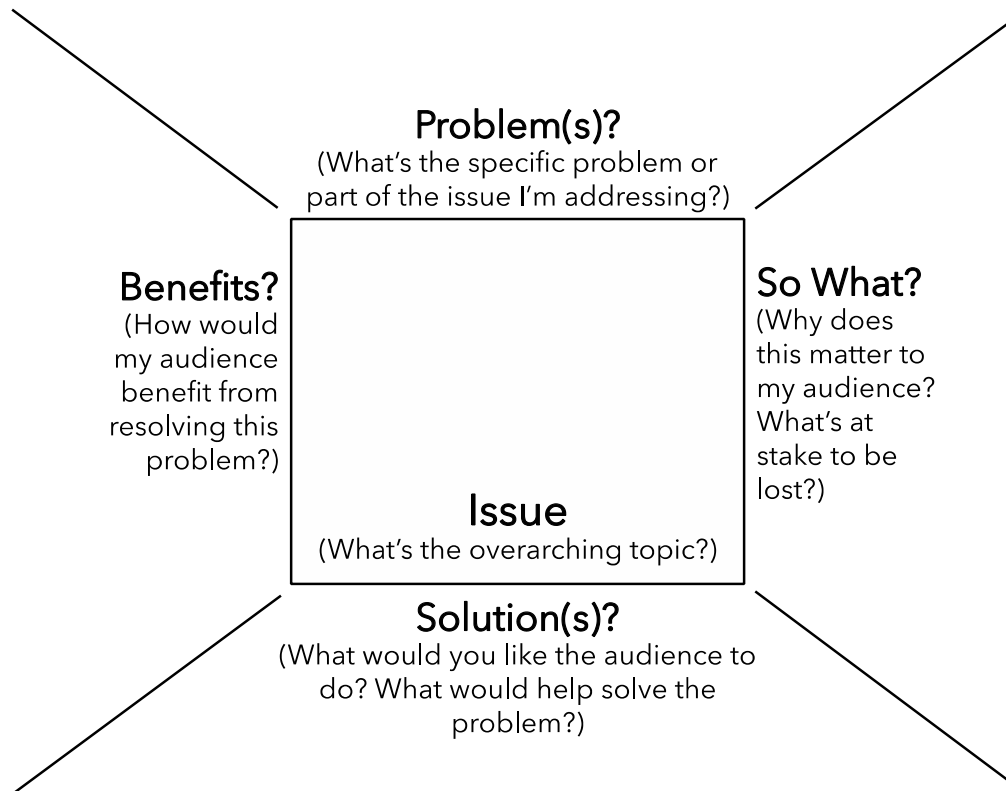 Problem(s)?
(What's the specific problem or
part of the issue I'm addressing?)
Benefits?
(How would
my audience
benefit from
resolving this
problem?)
So What?
(Why does
this matter to
my audience?
What's at
stake to be
lost?)
Issue
(What's the overarching topic?)
Solution(s)?
(What would you like the audience to
do? What would help solve the
problem?)